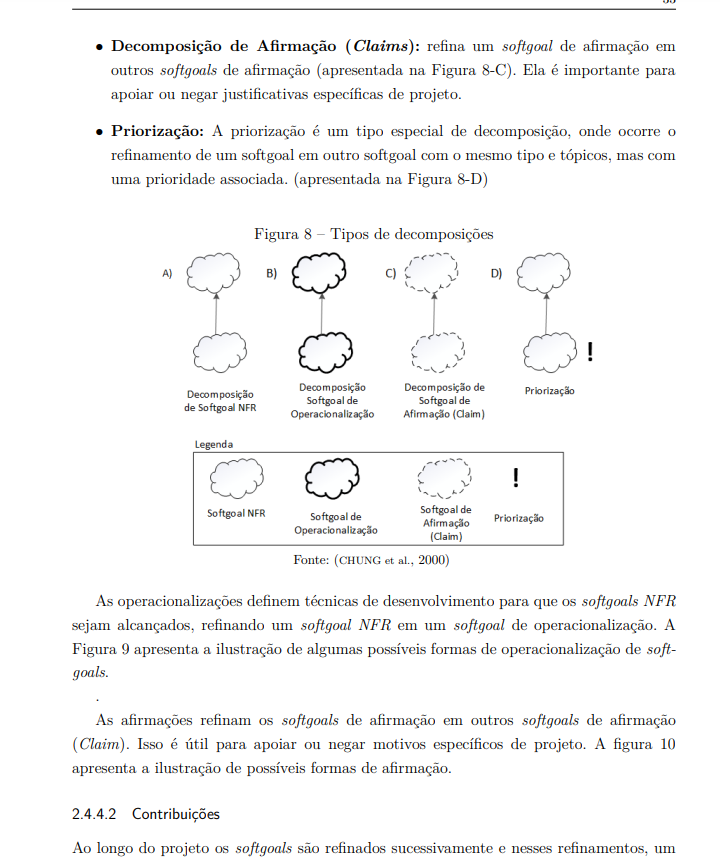 • Decomposição de Afirmação (Claims): refina um softgoal de afirmação em
outros softgoals de afirmação (apresentada na Figura 8-C). Ela é importante para
apoiar ou negar justificativas específicas de projeto.
• Priorização: A priorização é um tipo especial de decomposição, onde ocorre o
refinamento de um softgoal em outro softgoal com o mesmo tipo e tópicos, mas com
uma prioridade associada. (apresentada na Figura 8-D)
Figura 8 – Tipos de decomposições
A) B) C) D)
!
Decomposição
de Softgoal NFR
Decomposição
Softgoal de
Operacionalização
Decomposição de
Softgoal de
Afirmação (Claim)
Priorização
Legenda
!
Softgoal NFR
Softgoal de
Operacionalização
Softgoal de
Afirmação
(Claim)
Priorização
Fonte: (CHUNG et al., 2000)
As operacionalizações definem técnicas de desenvolvimento para que os softgoals NFR
sejam alcançados, refinando um softgoal NFR em um softgoal de operacionalização. A
Figura 9 apresenta a ilustração de algumas possíveis formas de operacionalização de soft-
goals.
.
As afirmações refinam os softgoals de afirmação em outros softgoals de afirmação
(Claim). Isso é útil para apoiar ou negar motivos específicos de projeto. A figura 10
apresenta a ilustração de possíveis formas de afirmação.
2.4.4.2 Contribuições
Ao longo do projeto os softgoals são refinados sucessivamente e nesses refinamentos, um